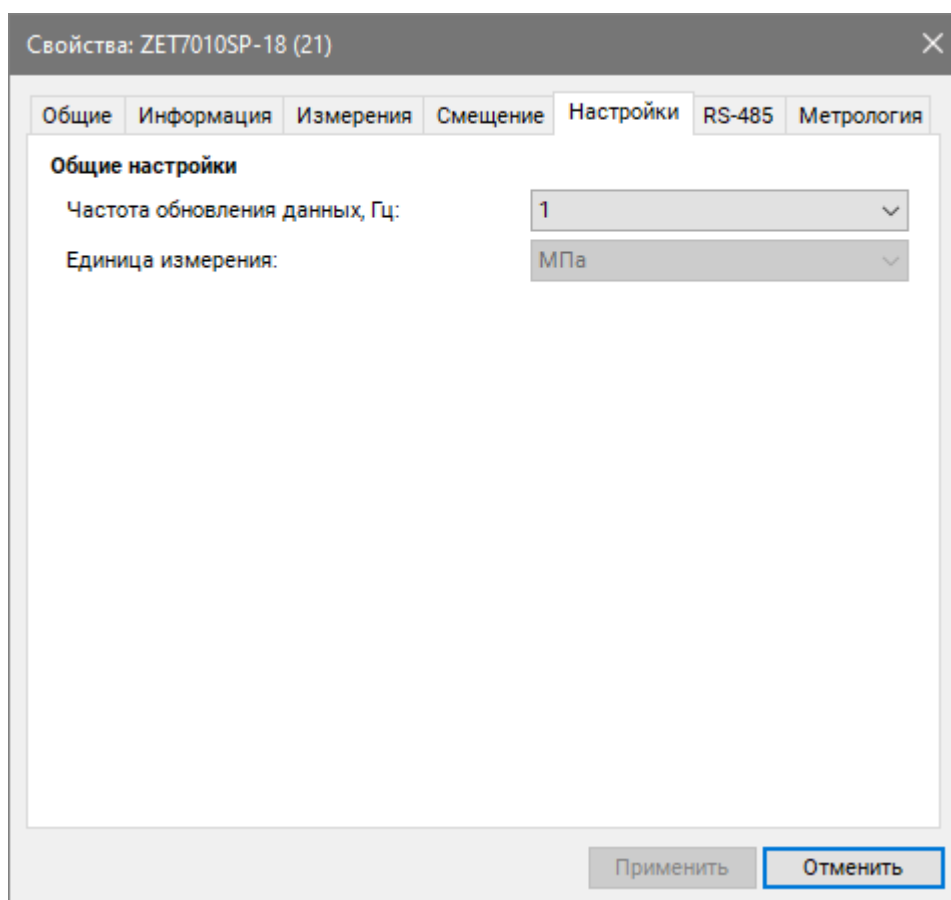 Свойства: ZET7010SP-18 (21)
Общие Информация Измерения Смещение Настройки RS-485 Метрология
Общие настройки
Частота обновления данных, Гц: 1
Единица измерения: МПа
Применить Отменить